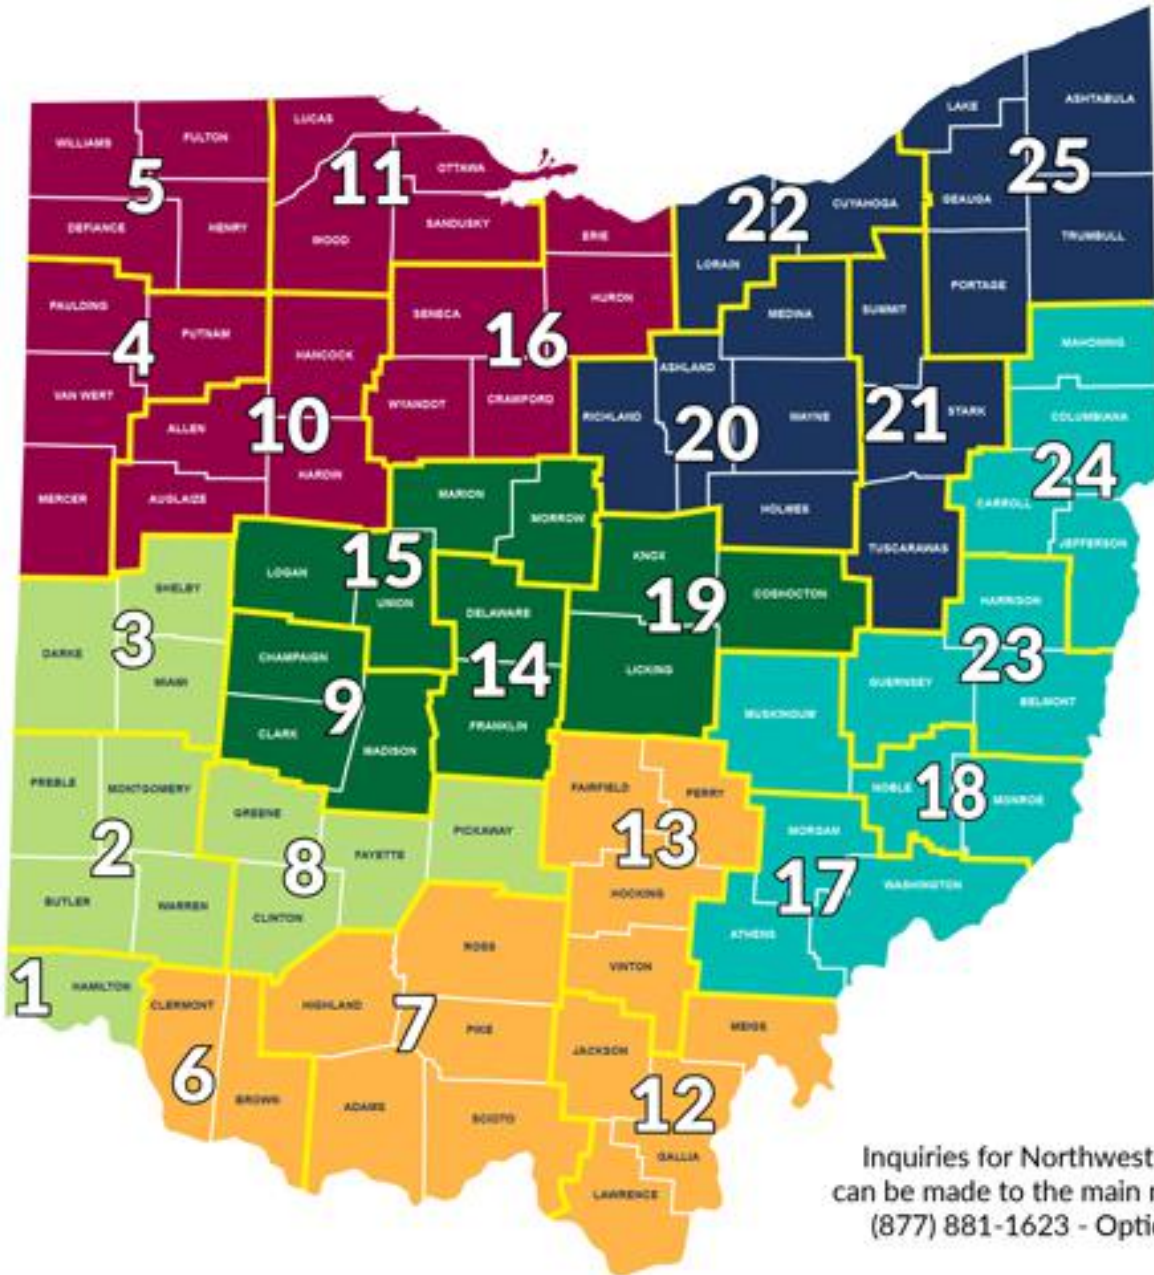 LAKE
ASHTABULA
LUCAS
WILLIAMS
FULTON
OTTAWA
5
11
25
22
GEAUGA
CUYAHOGA
DEFIANCE
HENRY
WOOD
SANDUSKY
ERIE
LORAIN
TRUMBULL
PAULDING
PUTNAM
SENECA
HURON
MEDINA
SUMMIT
PORTAGE
4
16
MAHONING
HANCOCK
VAN WERT
ALLEN
10
WYANDOT
CRAWFORD
RICHLAND
ASHLAND
20
WAYNE
21
STARK
COLUMBIANA
24
MERCER
AUGLAIZE
HARDIN
MARION
MORROW
HOLMES
CARROLL
TUSCARAWAS
JEFFERSON
SHELBY
LOGAN
15
UNION
KNOX
19
COSHOCTON
HARRISON
DELAWARE
3
DARKE
MIAMI
CHAMPAIGN
14
LICKING
GUERNSEY
23
BELMONT
9
CLARK
MADISON
FRANKLIN
MUSKINGUM
PREBLE
MONTGOMERY
GREENE
PICKAWAY
FAIRFIELD
PERRY
NOBLE
18
MONROE
2
8
FAYETTE
13
MORGAN
17
WASHINGTON
BUTLER
WARREN
CLINTON
HOCKING
ATHENS
ROSS
VINTON
1
HAMILTON
CLERMONT
HIGHLAND
7
PIKE
JACKSON
MEIGS
6
BROWN
ADAMS
SCIOTO
12
GALLIA
LAWRENCE
Inquiries for Northwest
can be made to the main
(877) 881-1623 - Opti